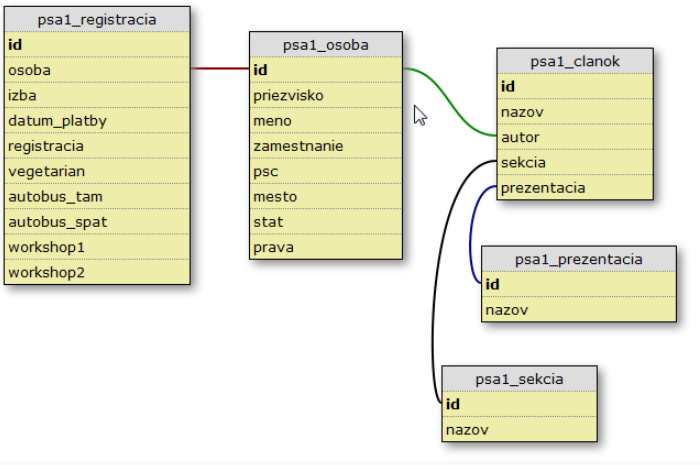 psa1_registracia
id
osoba
izba
datum_platby
registracia
vegetarian
autobus_tam
autobus_spat
workshop1
workshop2
psa1_osoba
id
priezvisko
meno
zamestnanie
psc
mesto
stat
prava
psa1_clanok
id
nazov
autor
sekcia
prezentacia
psa1_prezentacia
id
nazov
psa1_sekcia
id
nazov